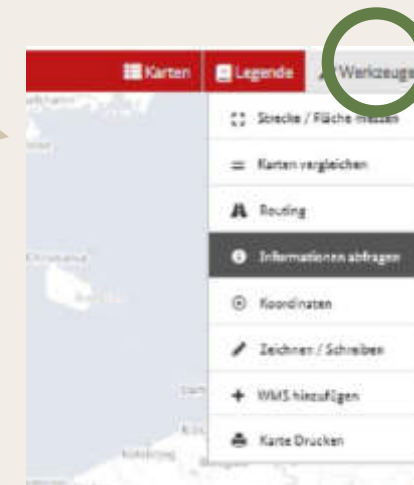 Karten Legende Werkzeuge
Strecke / Fläche messen
Karten vergleichen
Routing
Informationen abfragen
Koordinaten
Zeichnen / Schreiben
WMS hinzufügen
Karte Drucken